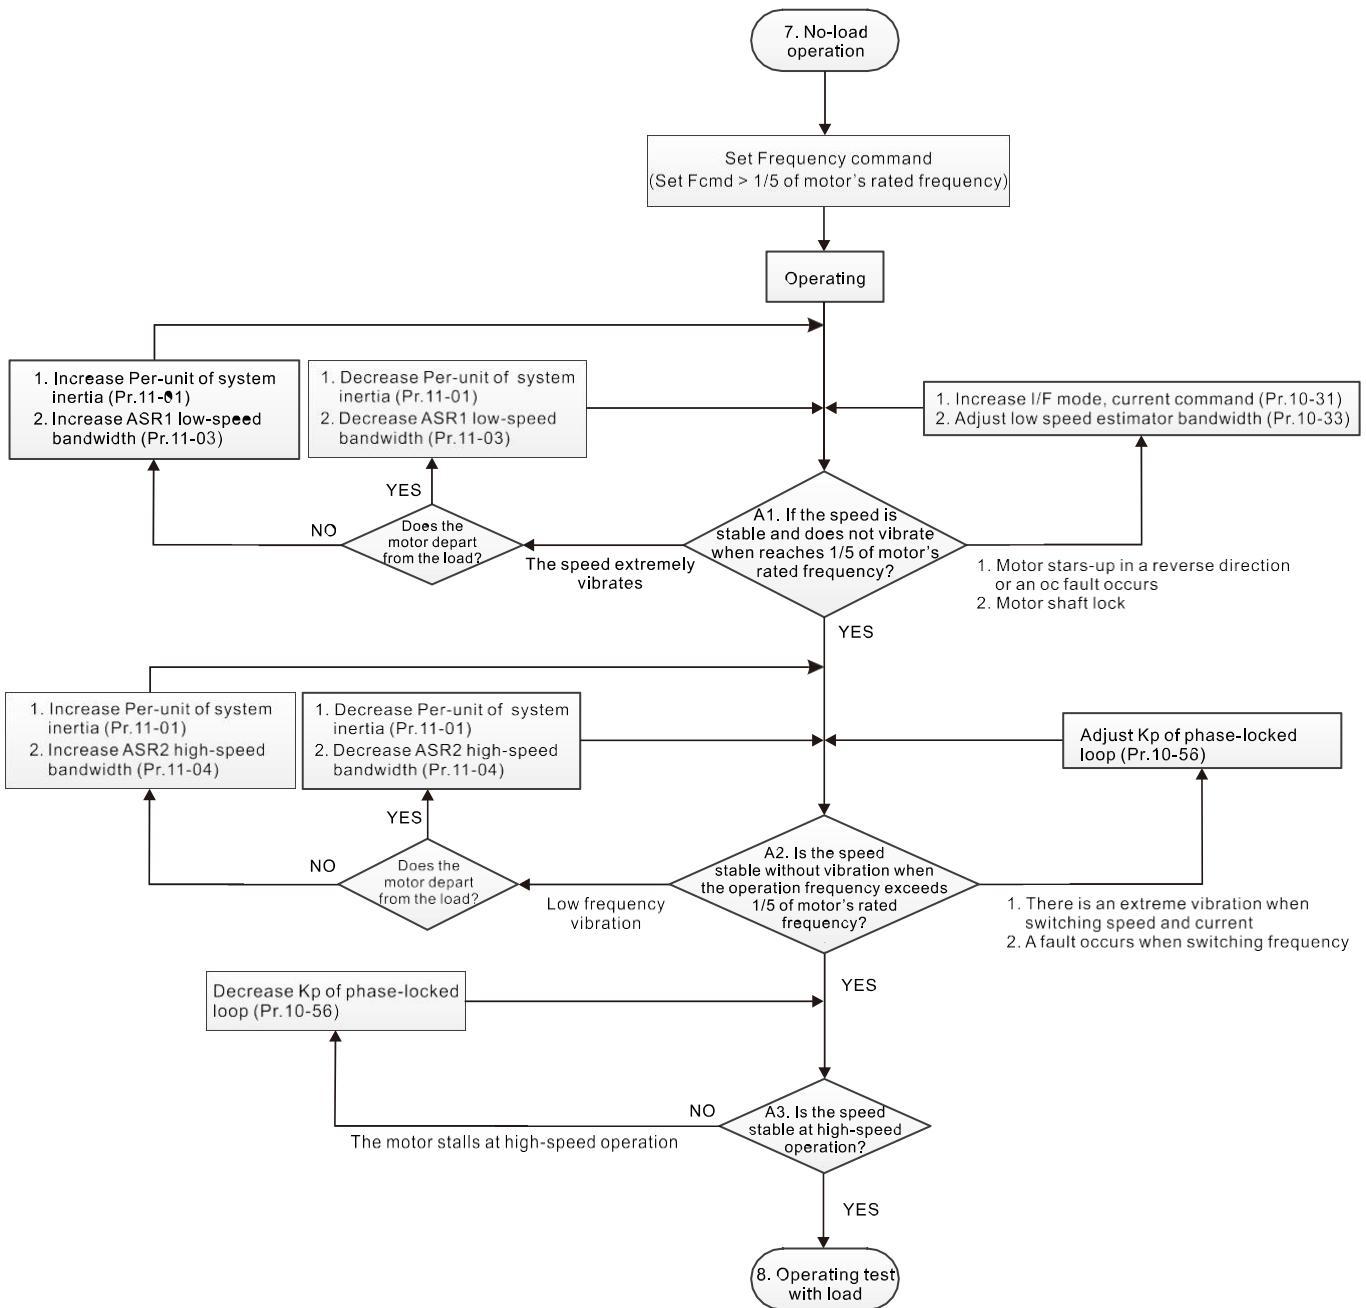 7. No-load
operation
Set Frequency command
(Set Fcmd > 1/5 of motor's rated frequency)
Operating
1. Increase Per-unit of system
inertia (Pr.11-01)
2. Increase ASR1 low-speed
bandwidth (Pr.11-03)
1. Decrease Per-unit of system
inertia (Pr.11-01)
2. Decrease ASR1 low-speed
bandwidth (Pr.11-03)
1. Increase I/F mode, current command (Pr.10-31)
2. Adjust low speed estimator bandwidth (Pr.10-33)
YES
NO
Does the
motor depart
from the load?
The speed extremely
vibrates
A1. If the speed is
stable and does not vibrate
when reaches 1/5 of motor's
rated frequency?
1. Motor stars-up in a reverse direction
or an oc fault occurs
2. Motor shaft lock
YES
1. Increase Per-unit of system
inertia (Pr.11-01)
2. Increase ASR2 high-speed
bandwidth (Pr.11-04)
1. Decrease Per-unit of system
inertia (Pr.11-01)
2. Decrease ASR2 high-speed
bandwidth (Pr.11-04)
Adjust Kp of phase-locked
loop (Pr.10-56)
YES
NO
Does the
motor depart
from the load?
Low frequency
vibration
A2. Is the speed
stable without vibration when
the operation frequency exceeds
1/5 of motor's rated
frequency?
1. There is an extreme vibration when
switching speed and current
2. A fault occurs when switching frequency
YES
Decrease Kp of phase-locked
loop (Pr.10-56)
NO
The motor stalls at high-speed operation
A3. Is the speed
stable at high-speed
operation?
YES
8. Operating test
with load